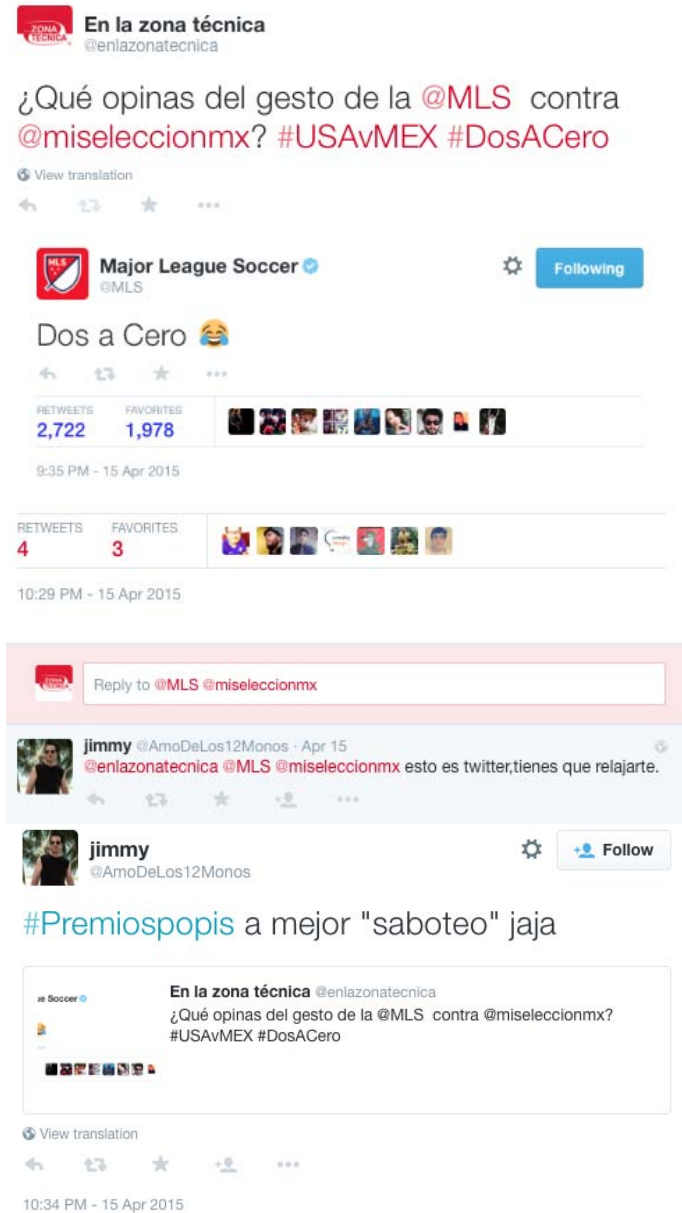 ZONA TÉCNICA
En la zona técnica
@enlazonatecnica
¿Qué opinas del gesto de la @MLS contra
@miseleccionmx? #USAvMEX #DosACero
View translation
MLS
Major League Soccer
@MLS
Following
Dos a Cero 😂
RETWEETS FAVORITES
2,722 1,978
9:35 PM - 15 Apr 2015
RETWEETS FAVORITES
4 3
10:29 PM - 15 Apr 2015
Reply to @MLS @miseleccionmx
jimmy @AmoDeLos12Monos · Apr 15
@enlazonatecnica @MLS @miseleccionmx esto es twitter,tienes que relajarte.
jimmy
@AmoDeLos12Monos
Follow
#Premiospopis a mejor "saboteo" jaja
ue Soccer
En la zona técnica @enlazonatecnica
¿Qué opinas del gesto de la @MLS contra @miseleccionmx?
#USAvMEX #DosACero
View translation
10:34 PM - 15 Apr 2015